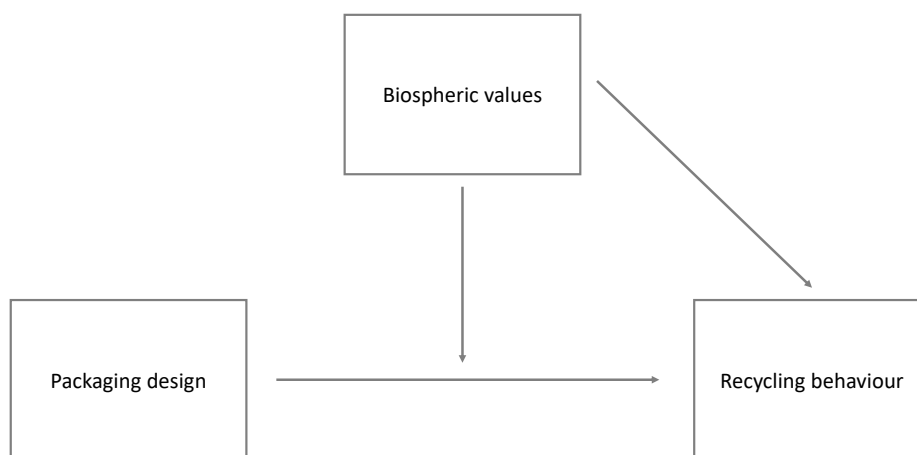 Biospheric values
Packaging design
Recycling behaviour